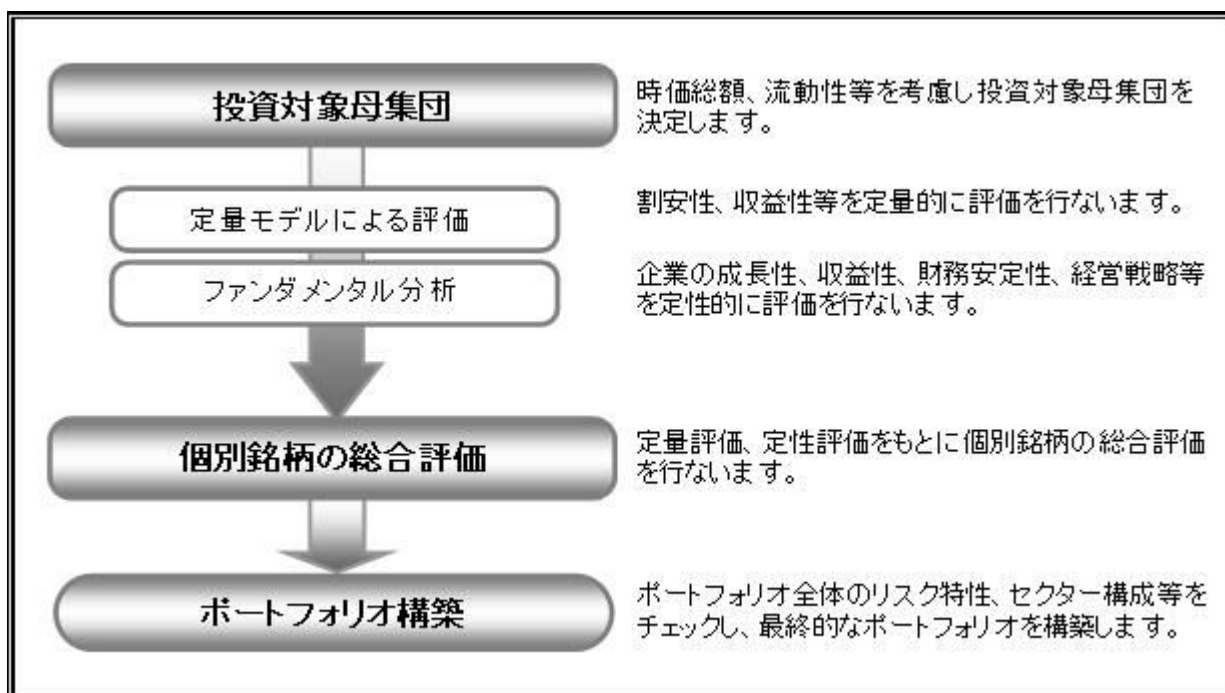 投資対象母集団
時価総額、流動性等を考慮し投資対象母集団を
決定します。
定量モデルによる評価
割安性、収益性等を定量的に評価を行ないます。
ファンダメンタル分析
企業の成長性、収益性、財務安定性、経営戦略等
を定性的に評価を行ないます。
個別銘柄の総合評価
定量評価、定性評価をもとに個別銘柄の総合評価
を行ないます。
ポートフォリオ構築
ポートフォリオ全体のリスク特性、セクター構成等を
チェックし、最終的なポートフォリオを構築します。